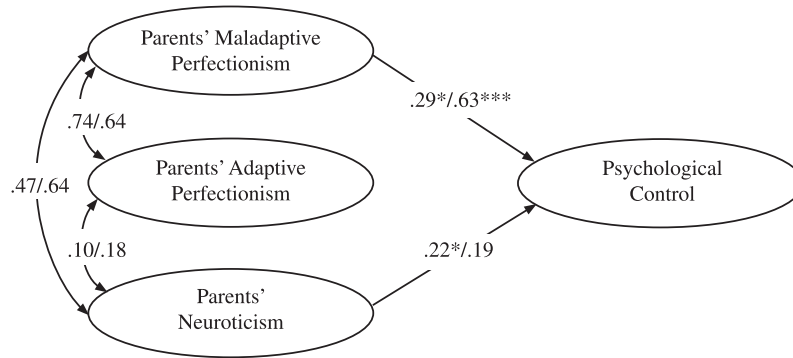 Parents' Maladaptive
Perfectionism
.29*/.63***
.74/.64
Parents' Adaptive
Perfectionism
Psychological
Control
.47/.64
.10/.18
.22*/.19
Parents'
Neuroticism